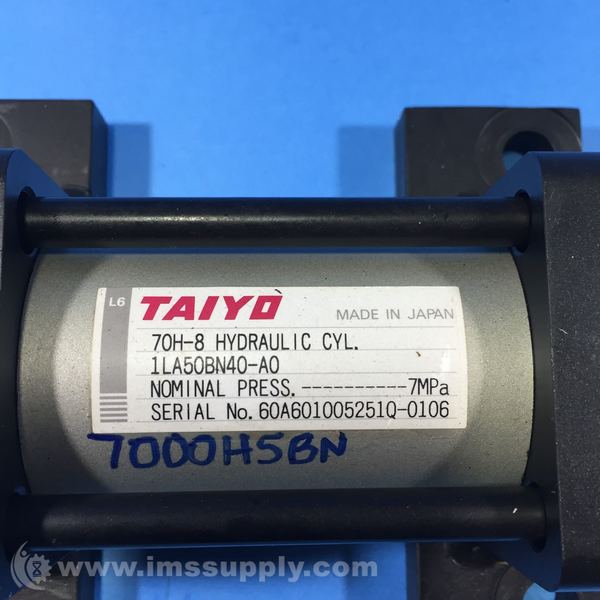 L6
TAIYO
MADE IN JAPAN
70H-8 HYDRAULIC CYL.
1LA50BN40-A0
NOMINAL PRESS.----------7MPa
SERIAL No. 60A601005251Q-0106
7000H5BN
www.imssupply.com